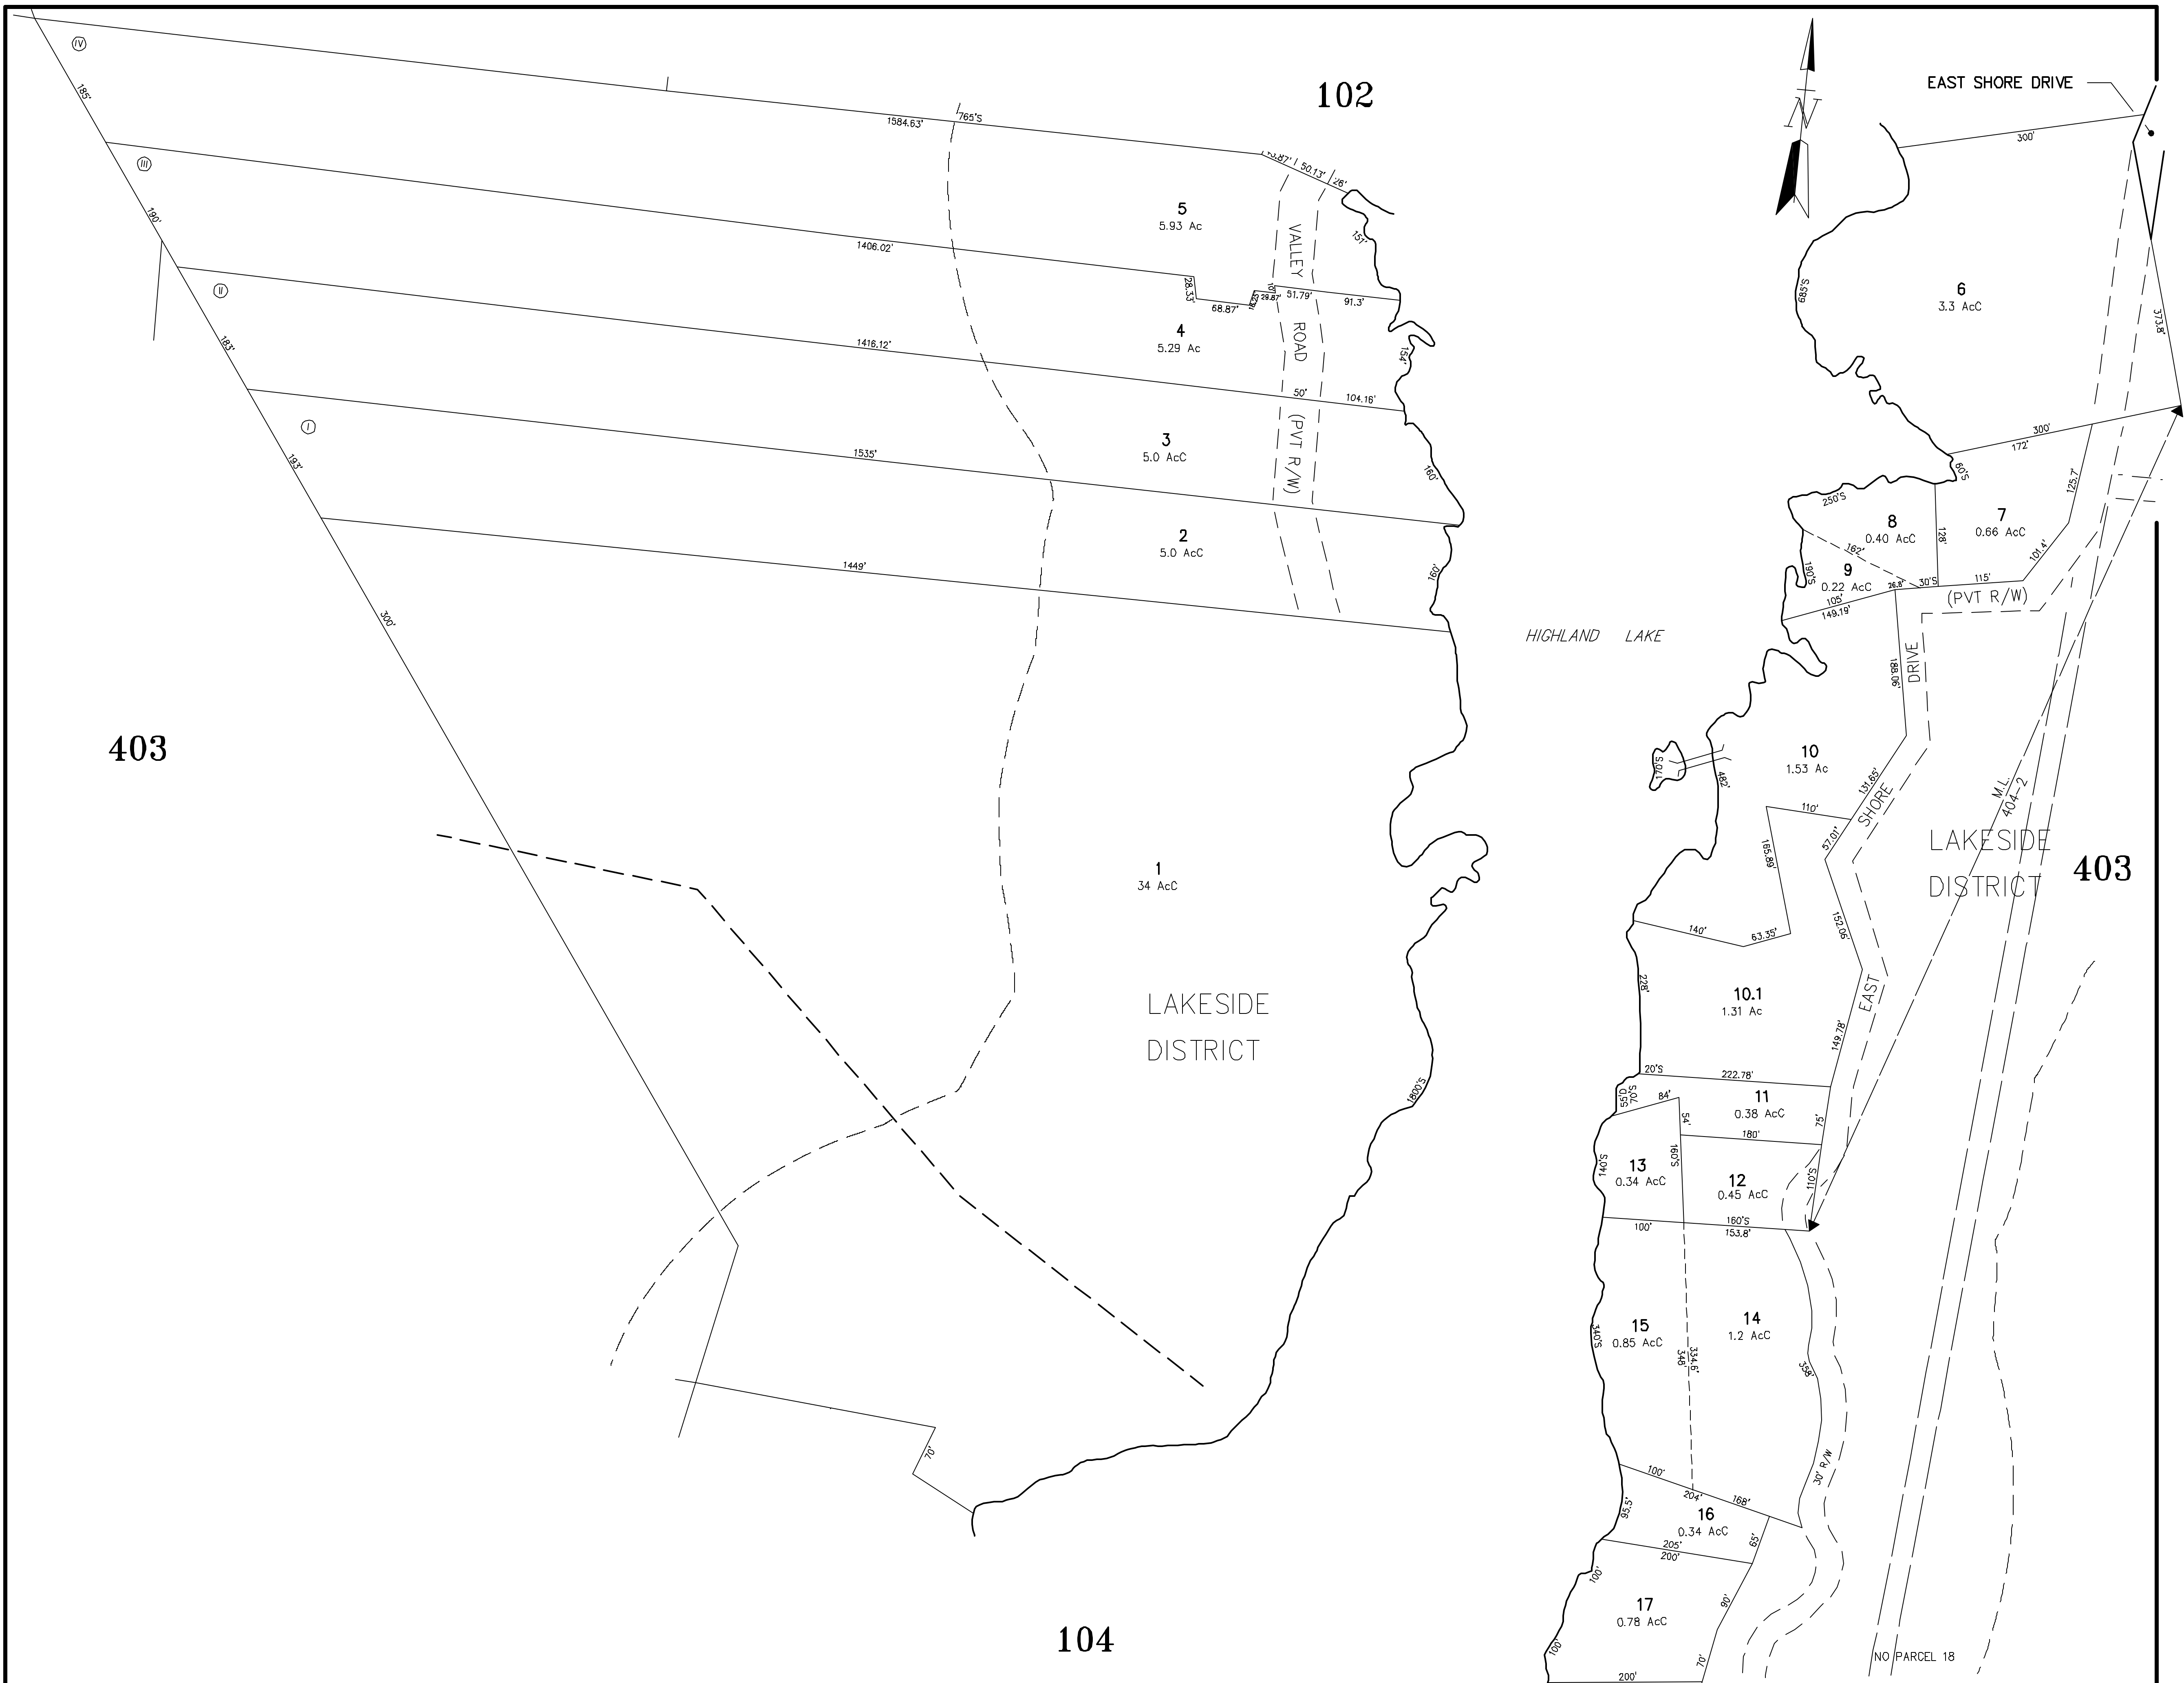 102
EAST SHORE DRIVE
IV
185'
1584.63'
765'S
50.13'
26'
N
300'
III
190'
5
5.93 Ac
VALLEY
151'
685'S
6
3.3 AcC
373.8'
1406.02'
28.33'
68.87'
29.87'
51.79'
91.3'
II
183'
4
5.29 Ac
1416.12'
ROAD
154'
50'
104.16'
300'
172'
I
193'
3
5.0 AcC
1535'
(PVT R/W)
160'
60'S
250'S
125.7'
8
0.40 AcC
128'
7
0.66 AcC
101.4'
2
5.0 AcC
1449'
160'
162'
190'S
9
0.22 AcC
26.8'
30'S
115'
(PVT R/W)
105'
149.19'
300'
HIGHLAND LAKE
188.06'
DRIVE
403
170'S
482'
10
1.53 Ac
131.65'
SHORE
M.L.
404-2
110'
57.01'
LAKESIDE
DISTRICT
403
165.89'
1
34 AcC
140'
63.35'
152.06'
LAKESIDE
DISTRICT
228'
10.1
1.31 Ac
EAST
149.78'
1800'S
20'S
222.78'
55'D
70'S
84'
11
0.38 AcC
54'
75'
180'
140'S
13
0.34 AcC
160'S
12
0.45 AcC
110'S
100'
160'S
153.8'
340'S
15
0.85 AcC
334.6'
348'
14
1.2 AcC
358'
70'
30' R/W
100'
204'
168'
95.5'
16
0.34 AcC
65'
205'
200'
100'
17
0.78 AcC
90'
104
100'
70'
NO PARCEL 18
200'